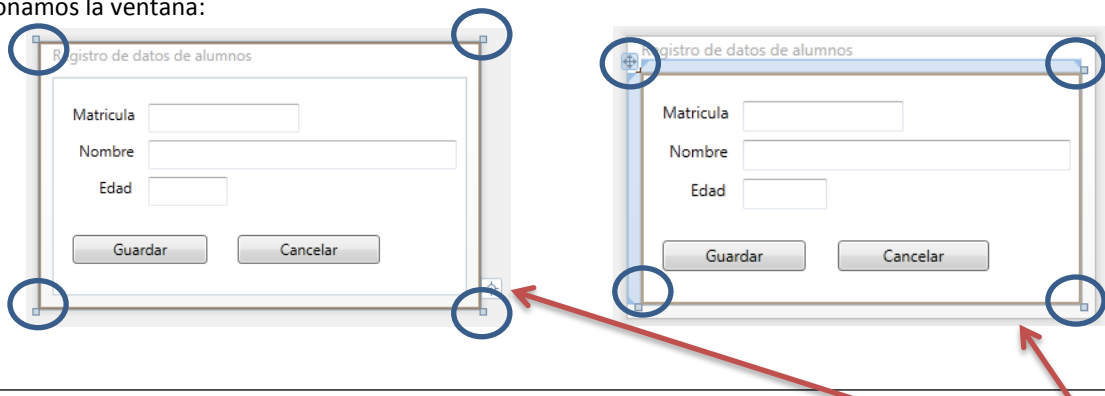 onamos la ventana:
Registro de datos de alumnos
Matricula
Nombre
Edad
Guardar Cancelar
Registro de datos de alumnos
Matricula
Nombre
Edad
Guardar Cancelar